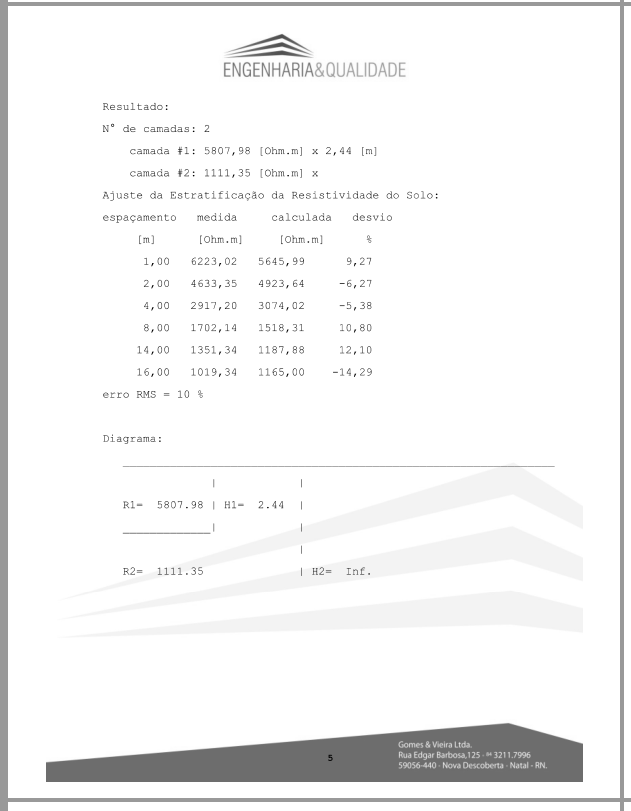 ENGENHARIA&QUALIDADE
Resultado:
N° de camadas: 2
camada #1: 5807,98 [Ohm.m] x 2,44 [m]
camada #2: 1111,35 [Ohm.m] x
Ajuste da Estratificação da Resistividade do Solo:
espaçamento medida calculada desvio
[m] [Ohm.m] [Ohm.m] %
1,00 6223,02 5645,99 9,27
2,00 4633,35 4923,64 -6,27
4,00 2917,20 3074,02 -5,38
8,00 1702,14 1518,31 10,80
14,00 1351,34 1187,88 12,10
16,00 1019,34 1165,00 -14,29
erro RMS = 10 %
Diagrama:
R1= 5807.98 | H1= 2.44 |
R2= 1111.35 | H2= Inf.
5
Gomes & Vieira Ltda.
Rua Edgar Barbosa,125 - 3211.7996
59056-440 - Nova Descoberta - Natal - RN.